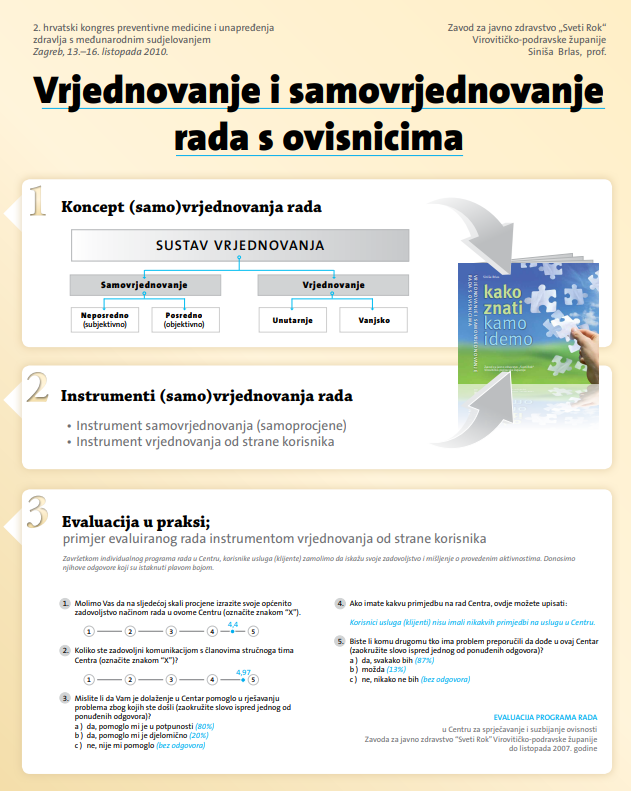 2. hrvatski kongres preventivne medicine i unapređenja
zdravlja s međunarodnim sudjelovanjem
Zagreb, 13.–16. listopada 2010.
Zavod za javno zdravstvo „Sveti Rok“
Virovitičko-podravske županije
Siniša Brlas, prof.
Vrjednovanje i samovrjednovanje
rada s ovisnicima
1
Koncept (samo)vrjednovanja rada
SUSTAV VRJEDNOVANJA
Samovrjednovanje
Vrjednovanje
Neposredno
(subjektivno)
Posredno
(objektivno)
Unutarnje
Vanjsko
kako
znati
kamo
idemo
2
Instrumenti (samo)vrjednovanja rada
• Instrument samovrjednovanja (samoprocjene)
• Instrument vrjednovanja od strane korisnika
3
Evaluacija u praksi;
primjer evaluiranog rada instrumentom vrjednovanja od strane korisnika
Završetkom individualnog programa rada u Centru, korisnike usluga (klijente) zamolimo da iskažu svoje zadovoljstvo i mišljenje o provedenim aktivnostima. Donosimo
njihove odgovore koji su istaknuti plavom bojom.
1. Molimo Vas da na sljedećoj skali procjene izrazite svoje općenito
zadovoljstvo načinom rada u ovome Centru (označite znakom "X").
4,4
1 2 3 4 5
2. Koliko ste zadovoljni komunikacijom s članovima stručnoga tima
Centra (označite znakom "X")?
4,97
1 2 3 4 5
3. Mislite li da Vam je dolaženje u Centar pomoglo u rješavanju
problema zbog kojih ste došli (zaokružite slovo ispred jednog od
ponuđenih odgovora)?
a ) da, pomoglo mi je u potpunosti (80%)
b ) da, pomoglo mi je djelomično (20%)
c ) ne, nije mi pomoglo (bez odgovora)
4. Ako imate kakvu primjedbu na rad Centra, ovdje možete upisati:
Korisnici usluga (klijenti) nisu imali nikakvih primjedbi na uslugu u Centru.
5. Biste li komu drugomu tko ima problem preporučili da dođe u ovaj Centar
(zaokružite slovo ispred jednog od ponuđenih odgovora)?
a ) da, svakako bih (87%)
b ) možda (13%)
c ) ne, nikako ne bih (bez odgovora)
EVALUACIJA PROGRAMA RADA
u Centru za sprječavanje i suzbijanje ovisnosti
Zavoda za javno zdravstvo "Sveti Rok" Virovitičko-podravske županije
do listopada 2007. godine